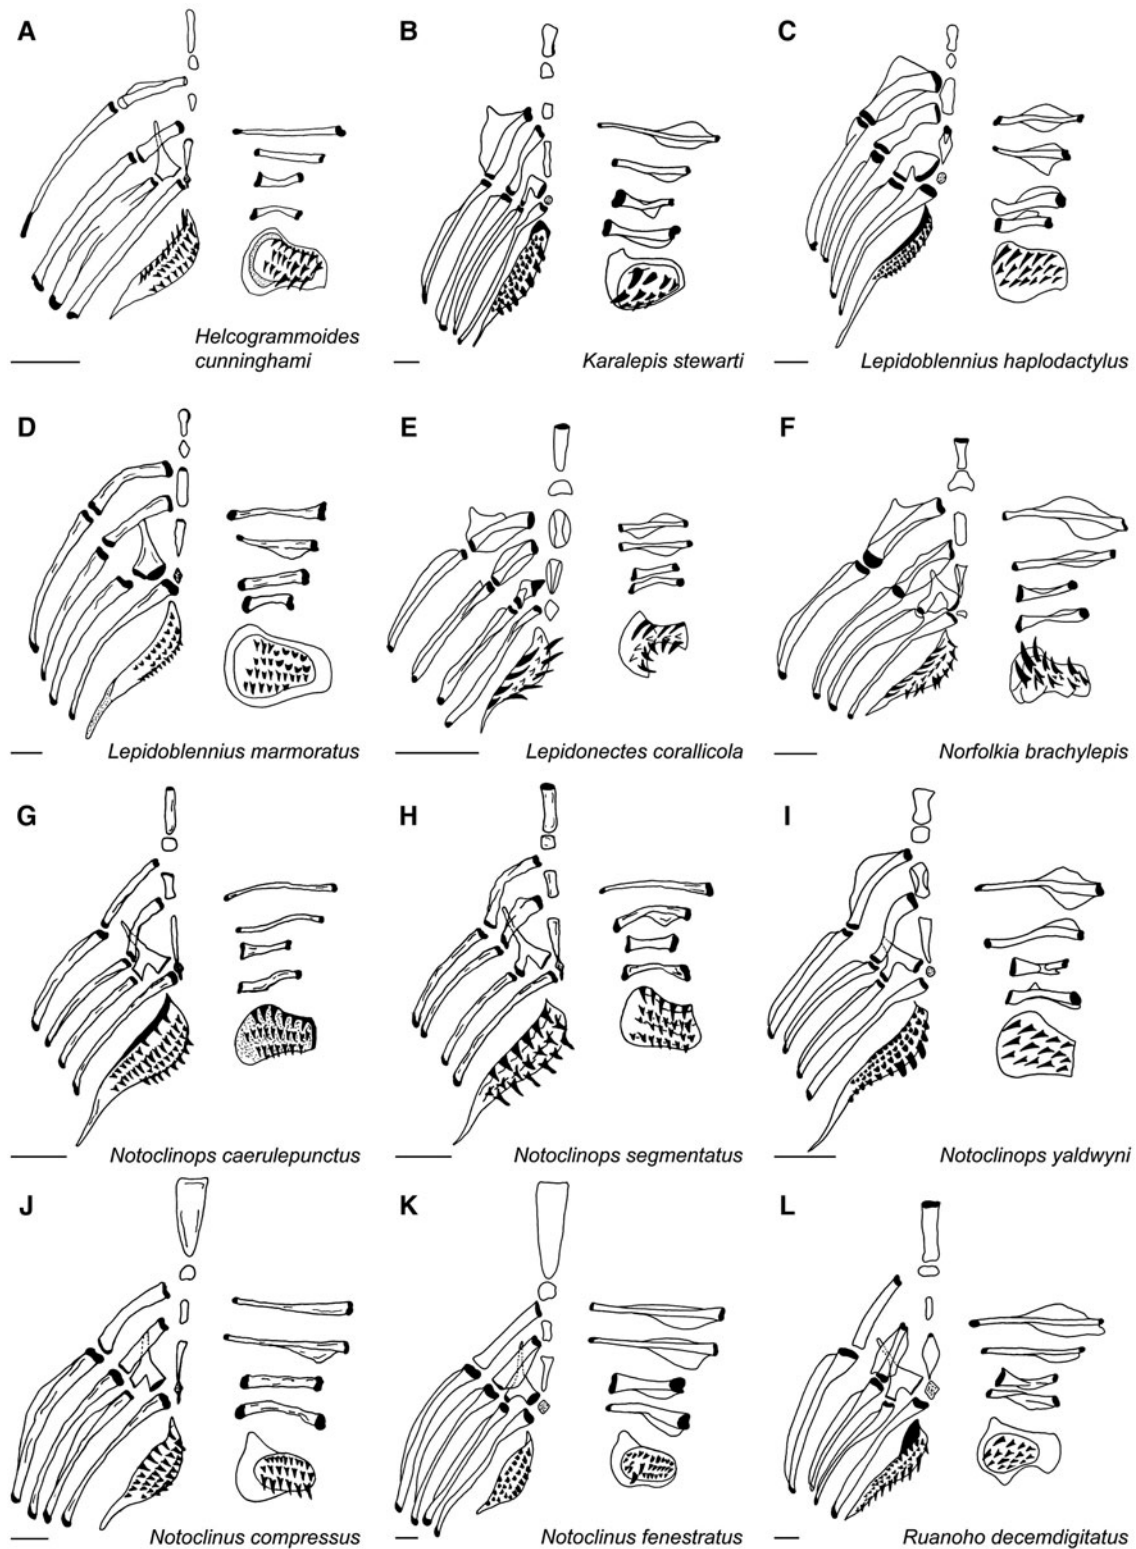 A
B
C
Helcogrammoides
cunninghami
Karalepis stewarti
Lepidoblennius haplodactylus
D
E
F
Lepidoblennius marmoratus
Lepidonectes corallicola
Norfolkia brachylepis
G
H
I
Notoclinops caerulepunctus
Notoclinops segmentatus
Notoclinops yaldwyni
J
K
L
Notoclinus compressus
Notoclinus fenestratus
Ruanoho decemdigitatus